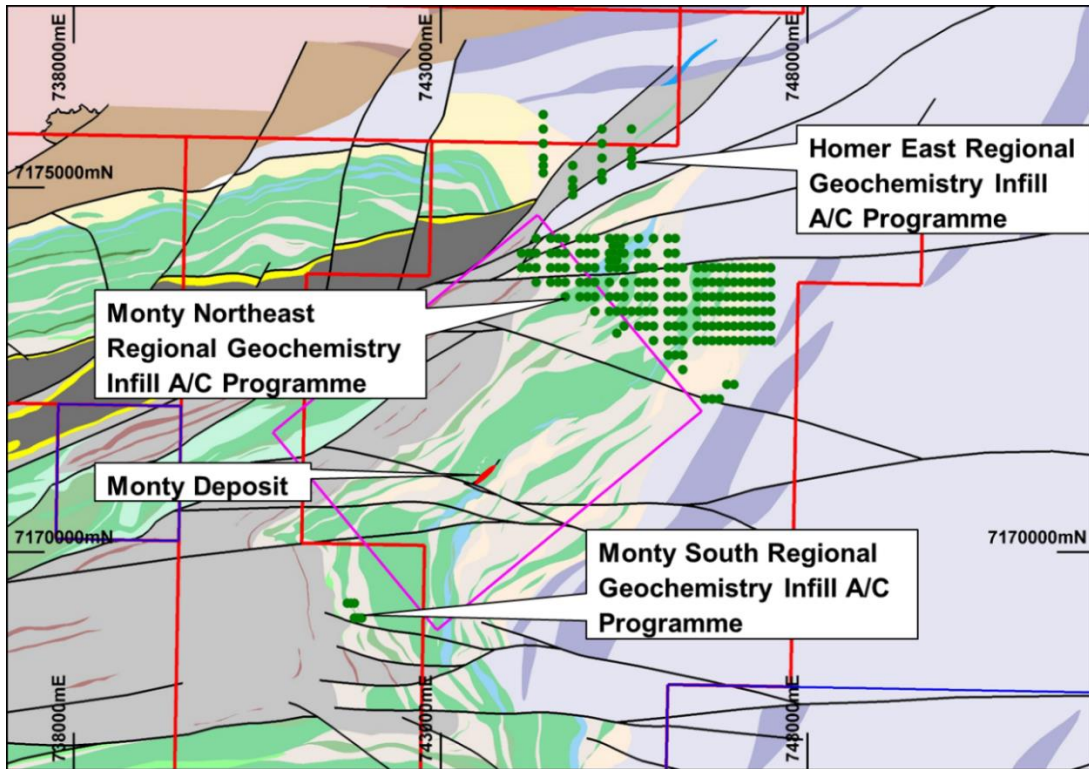 738000mE
743000mE
748000mE
7175000mN
Homer East Regional
Geochemistry Infill
A/C Programme
Monty Northeast
Regional Geochemistry
Infill A/C Programme
Monty Deposit
7170000mN
7170000mN
Monty South Regional
Geochemistry Infill A/C
Programme
738000mE
743000mE
748000mE